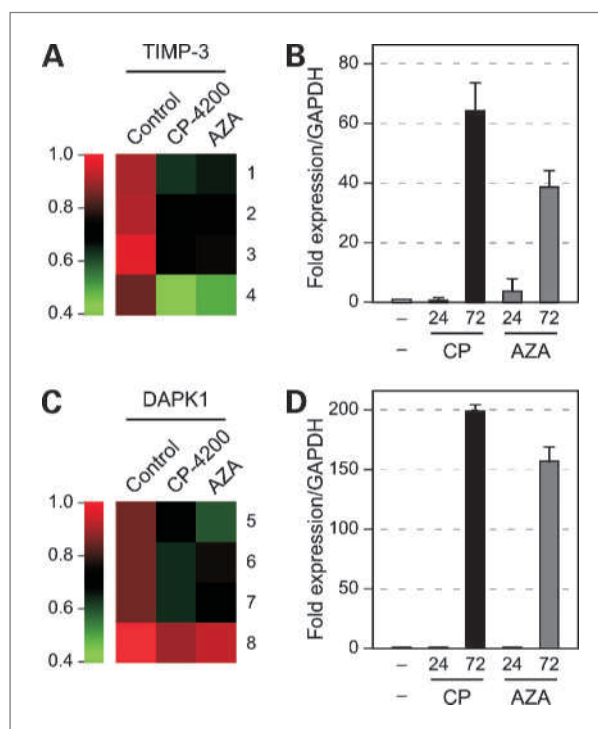 A
TIMP-3
Control
CP-4200
AZA
1.0
0.8
0.6
0.4
1
2
3
4
B
Fold expression/GAPDH
80
60
40
20
0
– 24 72 24 72
– CP AZA
C
DAPK1
Control
CP-4200
AZA
1.0
0.8
0.6
0.4
5
6
7
8
D
Fold expression/GAPDH
200
150
100
50
0
– 24 72 24 72
– CP AZA